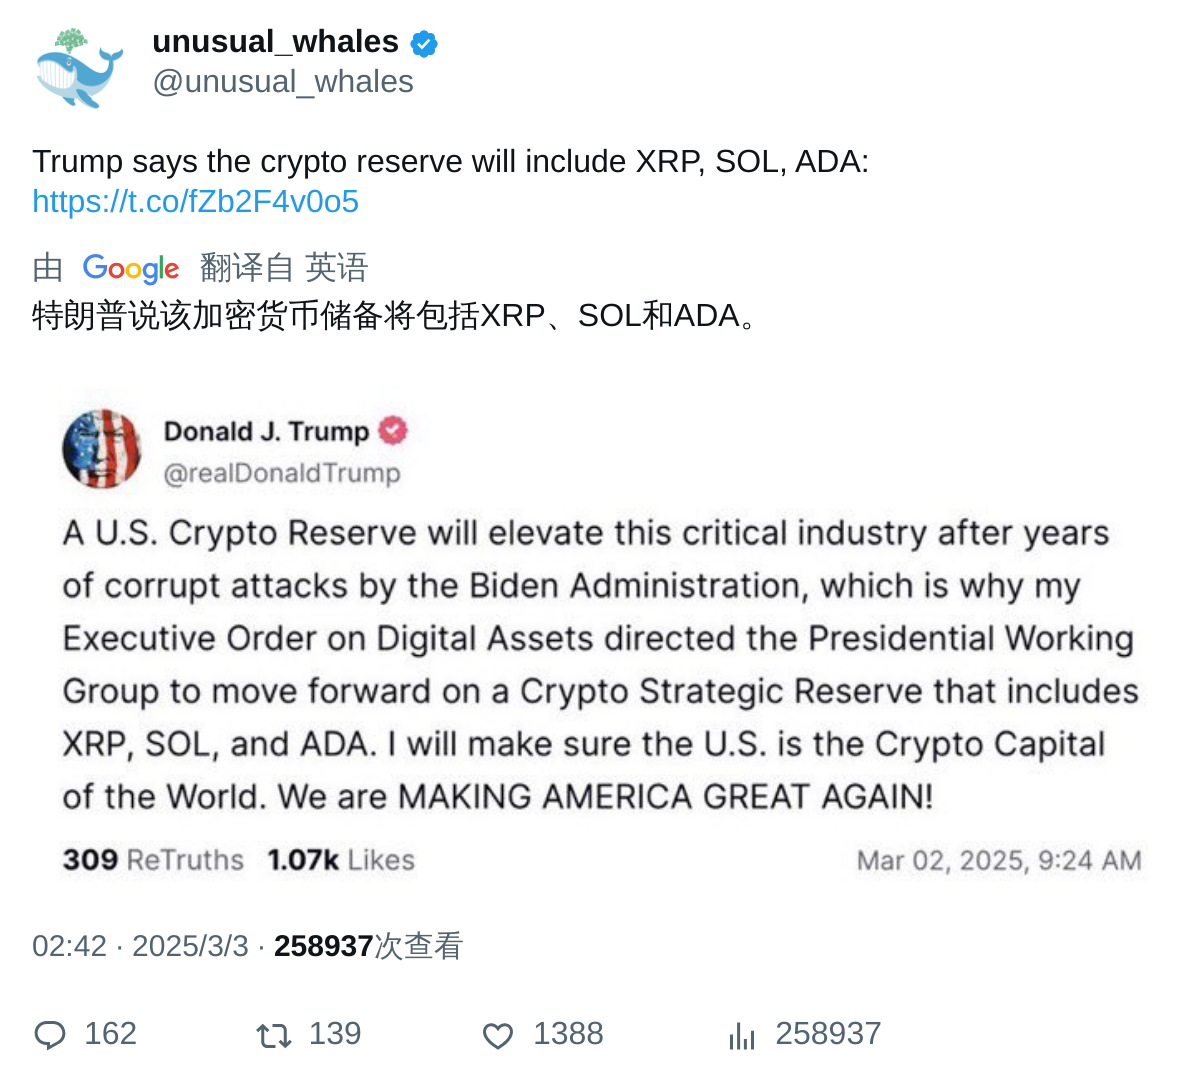 unusual_whales
@unusual_whales
Trump says the crypto reserve will include XRP, SOL, ADA:
https://t.co/fZb2F4v0o5
由 Google 翻译自 英语
特朗普说该加密货币储备将包括XRP、SOL和ADA。
Donald J. Trump
@realDonaldTrump
A U.S. Crypto Reserve will elevate this critical industry after years
of corrupt attacks by the Biden Administration, which is why my
Executive Order on Digital Assets directed the Presidential Working
Group to move forward on a Crypto Strategic Reserve that includes
XRP, SOL, and ADA. I will make sure the U.S. is the Crypto Capital
of the World. We are MAKING AMERICA GREAT AGAIN!
309 ReTruths 1.07k Likes Mar 02, 2025, 9:24 AM
02:42 · 2025/3/3 · 258937次查看
162 139 1388 258937